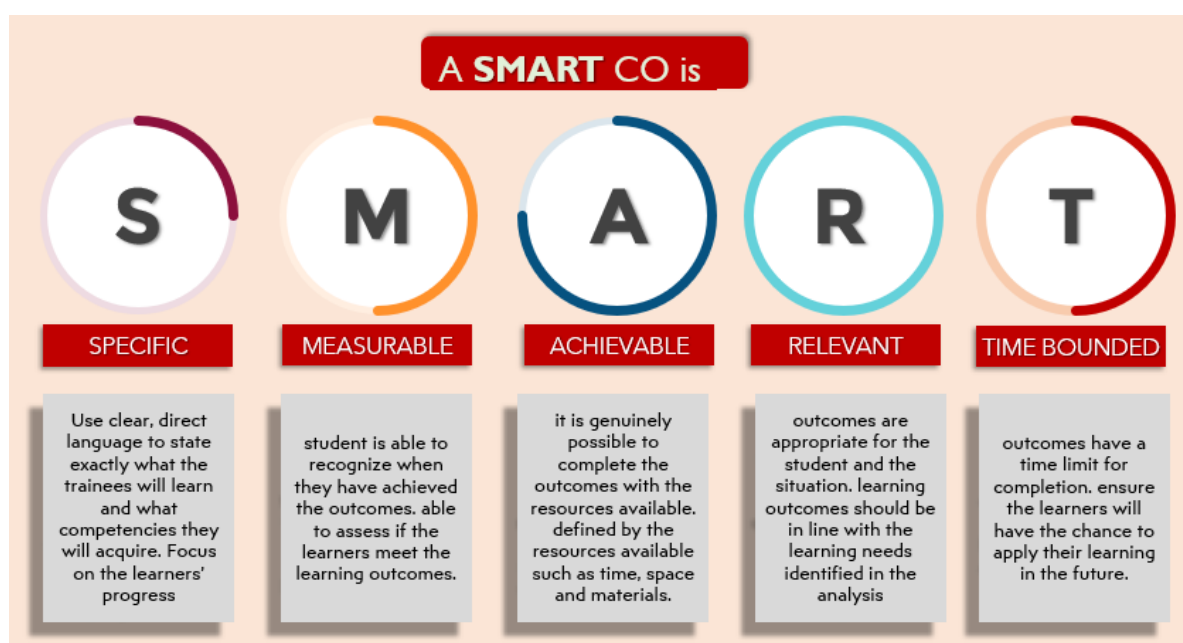 A SMART CO is
S
M
A
R
T
SPECIFIC
MEASURABLE
ACHIEVABLE
RELEVANT
TIME BOUNDED
Use clear, direct
language to state
exactly what the
trainees will learn
and what
competencies they
will acquire. Focus
on the learners'
progress
student is able to
recognize when
they have achieved
the outcomes. able
to assess if the
learners meet the
learning outcomes.
it is genuinely
possible to
complete the
outcomes with the
resources available.
defined by the
resources available
such as time, space
and materials.
outcomes are
appropriate for the
student and the
situation. learning
outcomes should be
in line with the
learning needs
identified in the
analysis
outcomes have a
time limit for
completion. ensure
the learners will
have the chance to
apply their learning
in the future.